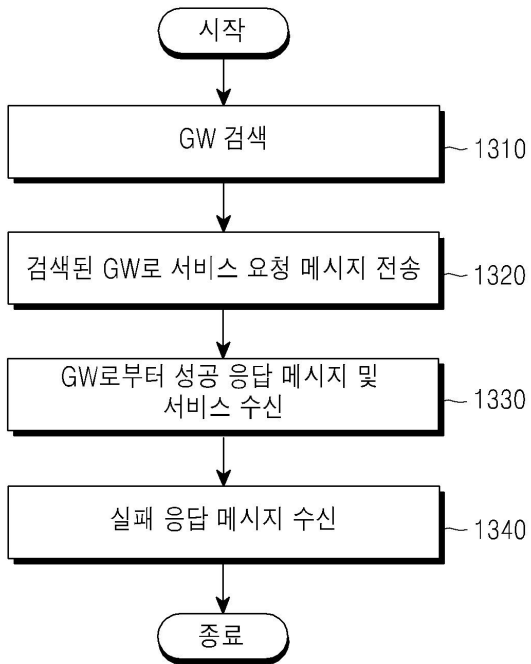 시작
GW 검색
1310
검색된 GW로 서비스 요청 메시지 전송
1320
GW로부터 성공 응답 메시지 및
서비스 수신
1330
실패 응답 메시지 수신
1340
종료